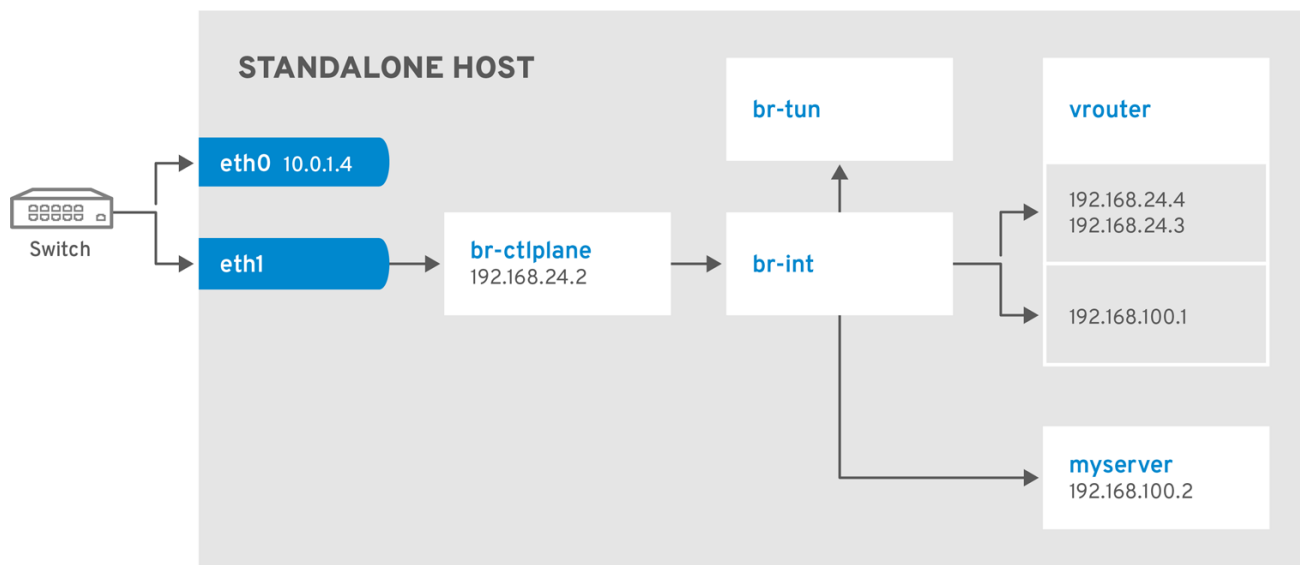 STANDALONE HOST
eth0 10.0.1.4
Switch
eth1
br-ctlplane
192.168.24.2
br-tun
br-int
vrouter
192.168.24.4
192.168.24.3
192.168.100.1
myserver
192.168.100.2